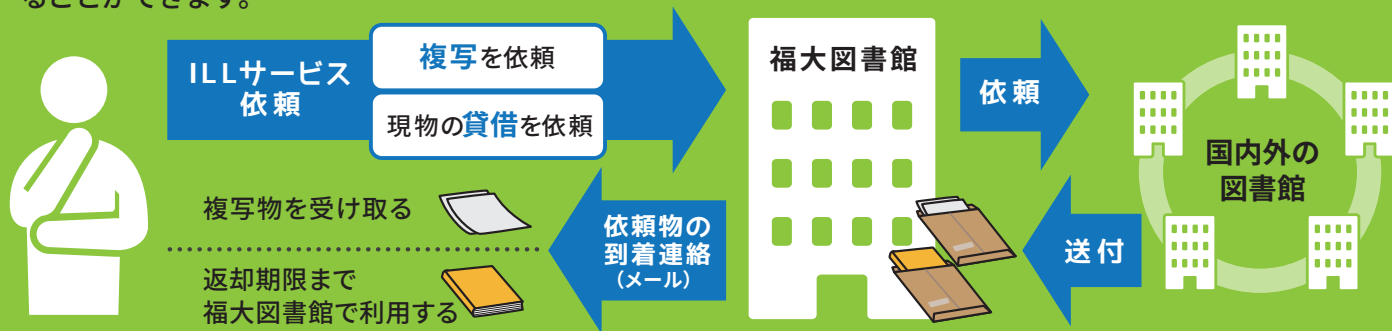 ることができます。
ILLサービス
依頼
複写を依頼
現物の貸借を依頼
福大図書館
依頼
国内外の
図書館
送付
依頼物の
到着連絡
（メール）
複写物を受け取る
返却期限まで
福大図書館で利用する